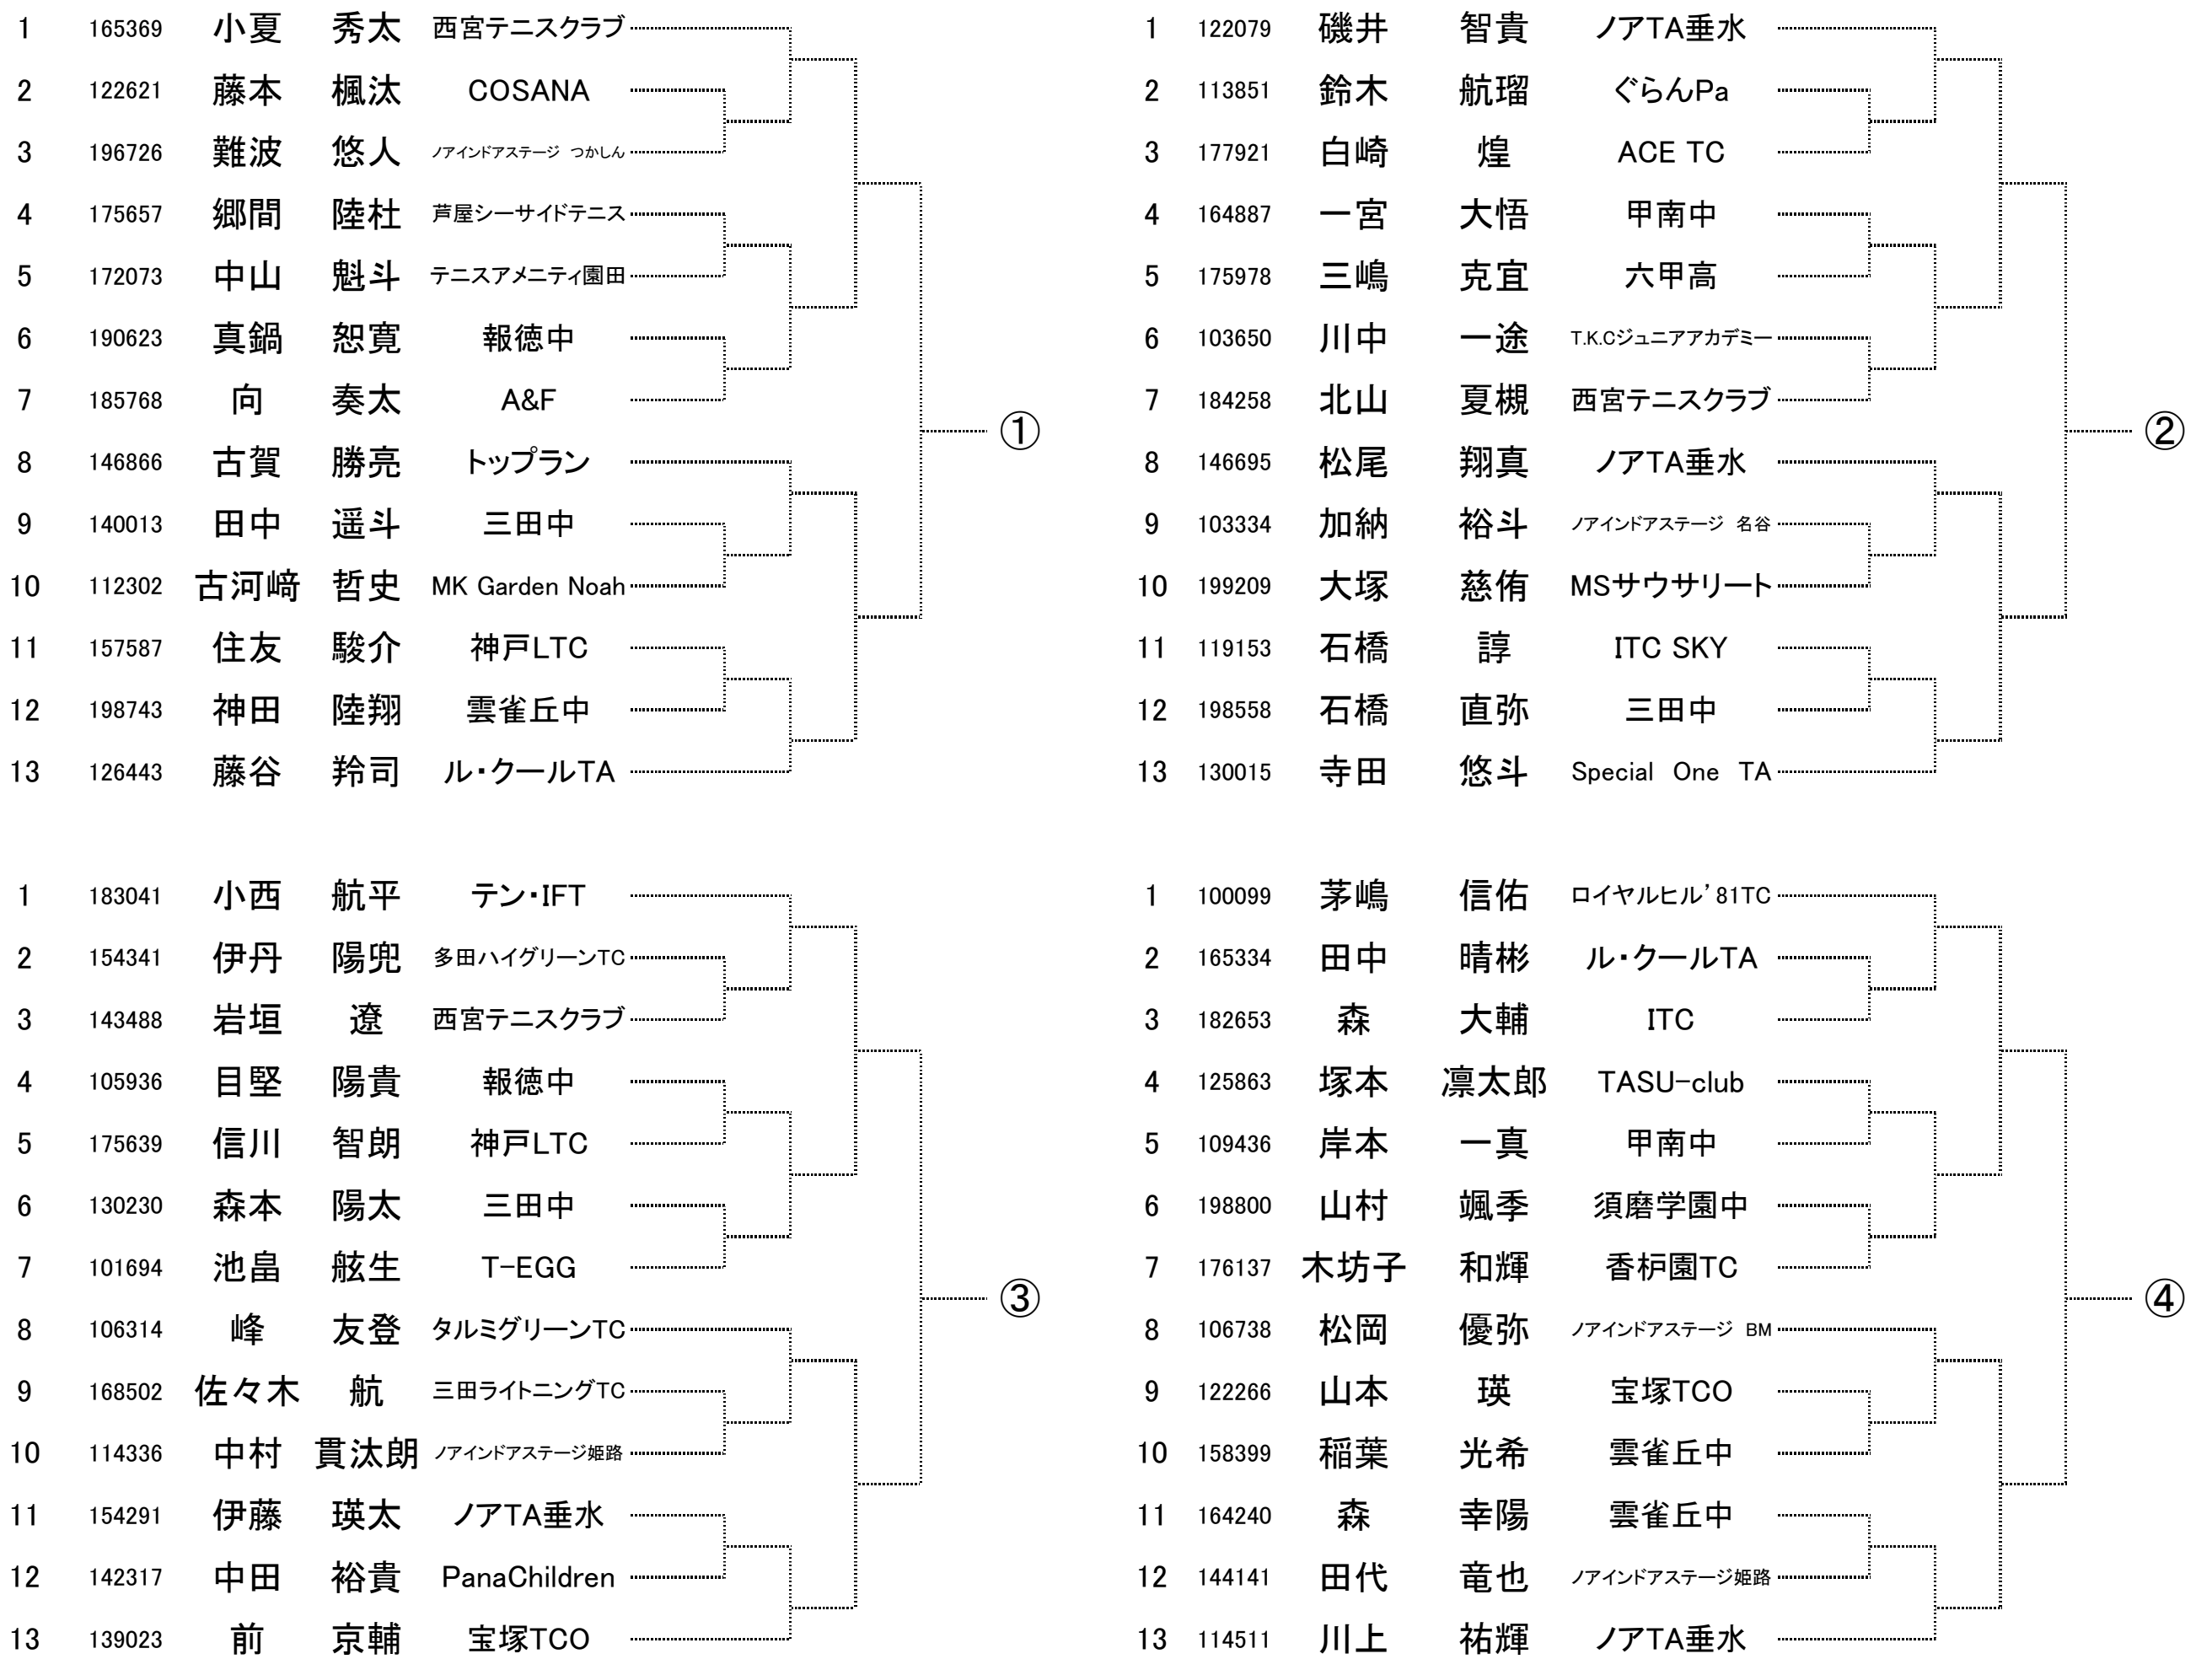 1 165369 小夏 秀太 西宮テニスクラブ
2 122621 藤本 楓汰 COSANA
3 196726 難波 悠人 ノアインドアステージ つかしん
4 175657 郷間 陸杜 芦屋シーサイドテニス
5 172073 中山 魁斗 テニスアメニティ園田
6 190623 真鍋 恕寛 報徳中
7 185768 向 奏太 A&F
①
8 146866 古賀 勝亮 トップラン
9 140013 田中 遥斗 三田中
10 112302 古河﨑 哲史 MK Garden Noah
11 157587 住友 駿介 神戸LTC
12 198743 神田 陸翔 雲雀丘中
13 126443 藤谷 羚司 ル・クールTA
1 122079 磯井 智貴 ノアTA垂水
2 113851 鈴木 航瑠 ぐらんPa
3 177921 白崎 煌 ACE TC
4 164887 一宮 大悟 甲南中
5 175978 三嶋 克宜 六甲高
6 103650 川中 一途 T.K.Cジュニアアカデミー
7 184258 北山 夏槻 西宮テニスクラブ
②
8 146695 松尾 翔真 ノアTA垂水
9 103334 加納 裕斗 ノアインドアステージ 名谷
10 199209 大塚 慈侑 MSサウサリート
11 119153 石橋 諄 ITC SKY
12 198558 石橋 直弥 三田中
13 130015 寺田 悠斗 Special One TA
1 183041 小西 航平 テン・IFT
2 154341 伊丹 陽兜 多田ハイグリーンTC
3 143488 岩垣 遼 西宮テニスクラブ
4 105936 目堅 陽貴 報徳中
5 175639 信川 智朗 神戸LTC
6 130230 森本 陽太 三田中
7 101694 池畠 舷生 T-EGG
③
8 106314 峰 友登 タルミグリーンTC
9 168502 佐々木 航 三田ライトニングTC
10 114336 中村 貫汰朗 ノアインドアステージ姫路
11 154291 伊藤 瑛太 ノアTA垂水
12 142317 中田 裕貴 PanaChildren
13 139023 前 京輔 宝塚TCO
1 100099 茅嶋 信佑 ロイヤルヒル’81TC
2 165334 田中 晴彬 ル・クールTA
3 182653 森 大輔 ITC
4 125863 塚本 凛太郎 TASU-club
5 109436 岸本 一真 甲南中
6 198800 山村 颯季 須磨学園中
7 176137 木坊子 和輝 香枦園TC
④
8 106738 松岡 優弥 ノアインドアステージ BM
9 122266 山本 瑛 宝塚TCO
10 158399 稲葉 光希 雲雀丘中
11 164240 森 幸陽 雲雀丘中
12 144141 田代 竜也 ノアインドアステージ姫路
13 114511 川上 祐輝 ノアTA垂水